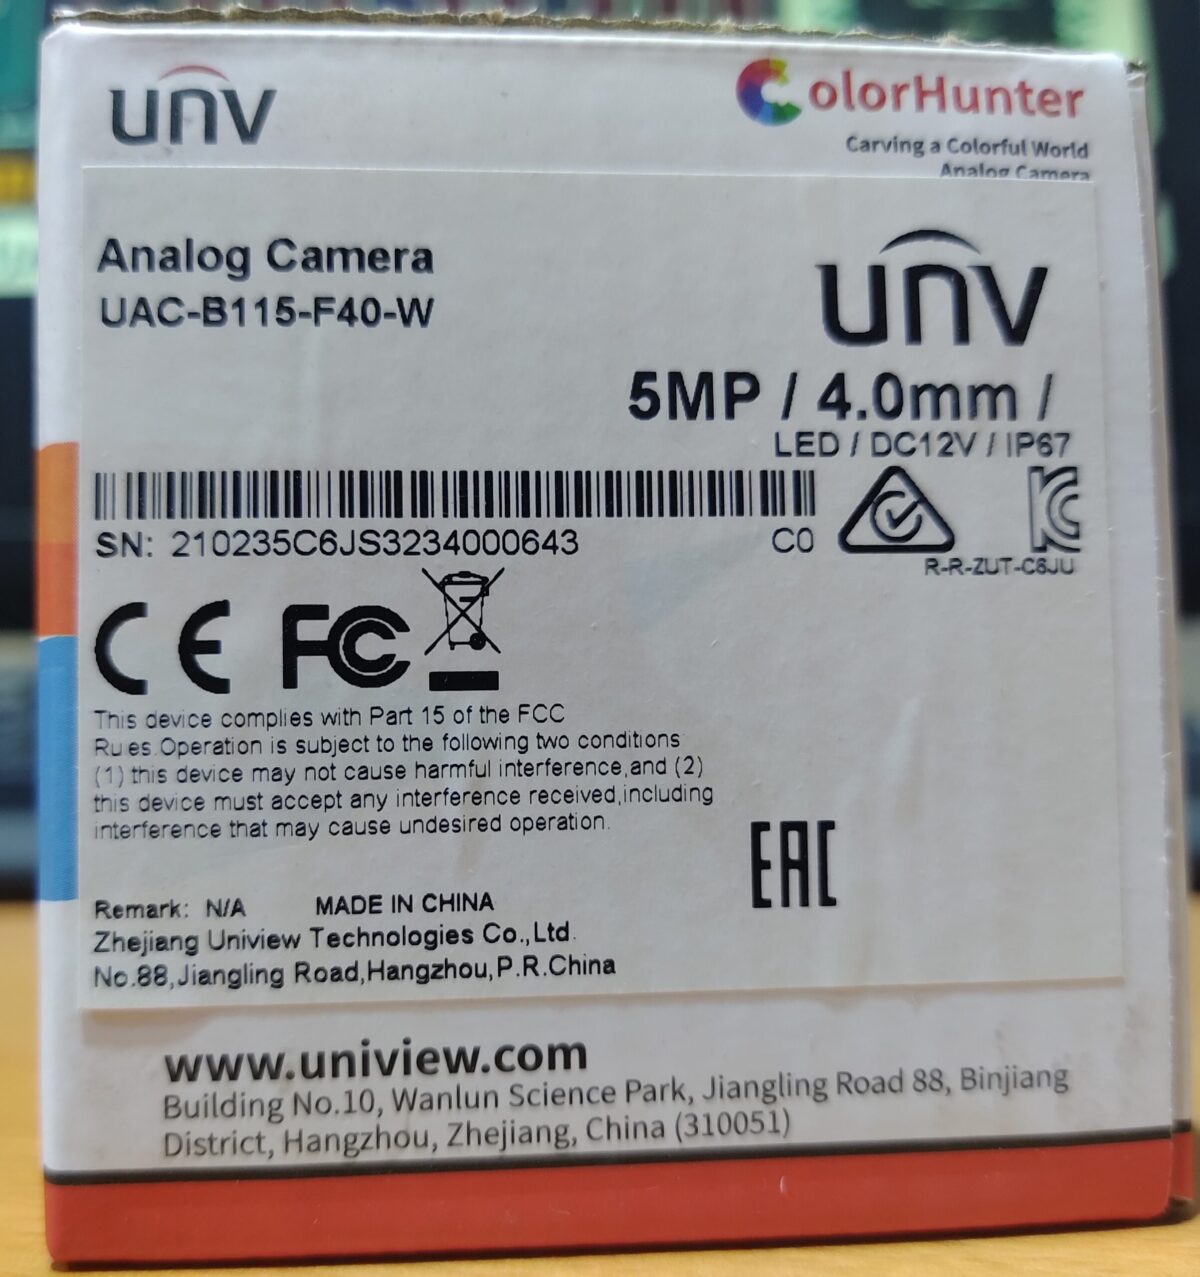 unv
ColorHunter
Carving a Colorful World
Analog Camera
Analog Camera
UAC-B115-F40-W
unv
5MP / 4.0mm /
LED / DC12V / IP67
SN: 210235C6JS3234000643
C0
R-R-ZUT-C6JU
CE FC
This device complies with Part 15 of the FCC
Rules.Operation is subject to the following two conditions
(1) this device may not cause harmful interference,and (2)
this device must accept any interference received,including
interference that may cause undesired operation.
EAC
Remark: N/A MADE IN CHINA
Zhejiang Uniview Technologies Co.,Ltd.
No.88,Jiangling Road,Hangzhou,P.R.China
www.uniview.com
Building No.10, Wanlun Science Park, Jiangling Road 88, Binjiang
District, Hangzhou, Zhejiang, China (310051)